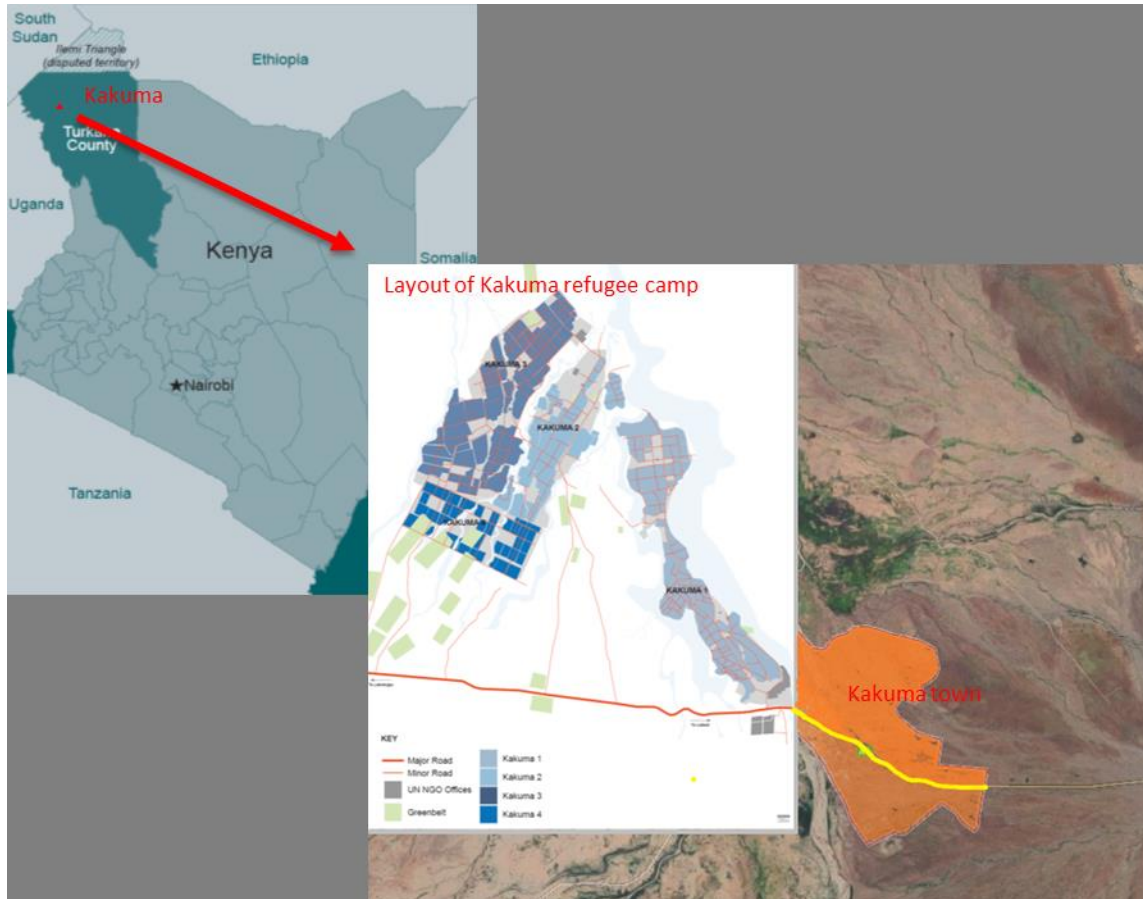 South
Sudan
Ilemi Triangle
(disputed territory)
Ethiopia
Kakuma
Turkana
County
Uganda
Kenya
Somalia
Nairobi
Tanzania
Layout of Kakuma refugee camp
KAKUMA 3
KAKUMA 2
KAKUMA 4
KAKUMA 1
Kakuma town
KEY
Major Road
Minor Road
UN NGO Offices
Greenbelt
Kakuma 1
Kakuma 2
Kakuma 3
Kakuma 4